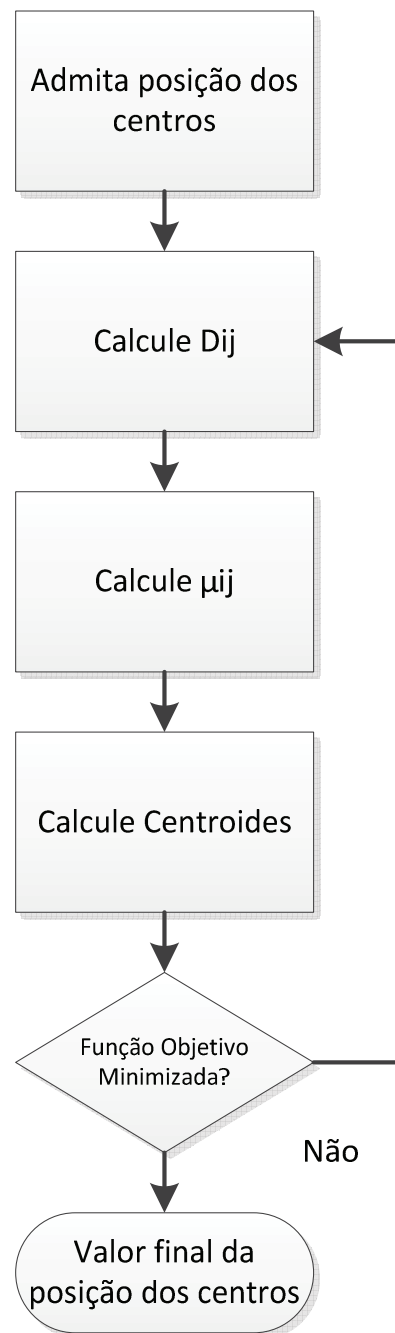 Admita posição dos
centros
Calcule Dij
Calcule μij
Calcule Centroides
Função Objetivo
Minimizada?
Não
Valor final da
posição dos centros